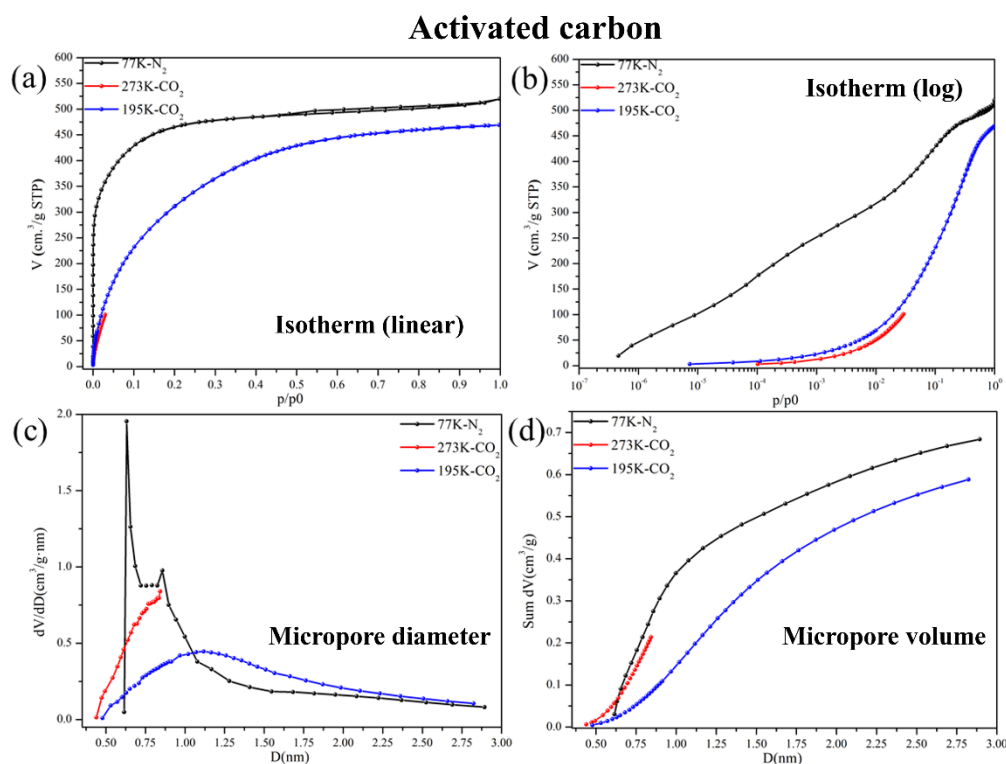 Activated carbon
(a)
77K-N2
273K-CO2
195K-CO2
600
550
500
450
400
350
300
250
200
150
100
50
0
V (cm.³/g STP)
0.0 0.1 0.2 0.3 0.4 0.5 0.6 0.7 0.8 0.9 1.0
p/p0
Isotherm (linear)
(b)
77K-N2
273K-CO2
195K-CO2
Isotherm (log)
600
550
500
450
400
350
300
250
200
150
100
50
0
V (cm.³/g STP)
10⁻⁷ 10⁻⁶ 10⁻⁵ 10⁻⁴ 10⁻³ 10⁻² 10⁻¹ 10⁰
p/p0
(c)
77K-N2
273K-CO2
195K-CO2
2.0
1.5
1.0
0.5
0.0
dV/dD(cm³/g·nm)
Micropore diameter
0.25 0.50 0.75 1.00 1.25 1.50 1.75 2.00 2.25 2.50 2.75 3.00
D(nm)
(d)
77K-N2
273K-CO2
195K-CO2
0.7
0.6
0.5
0.4
0.3
0.2
0.1
0.0
Sum dV(cm³/g)
Micropore volume
0.50 0.75 1.00 1.25 1.50 1.75 2.00 2.25 2.50 2.75 3.00
D(nm)